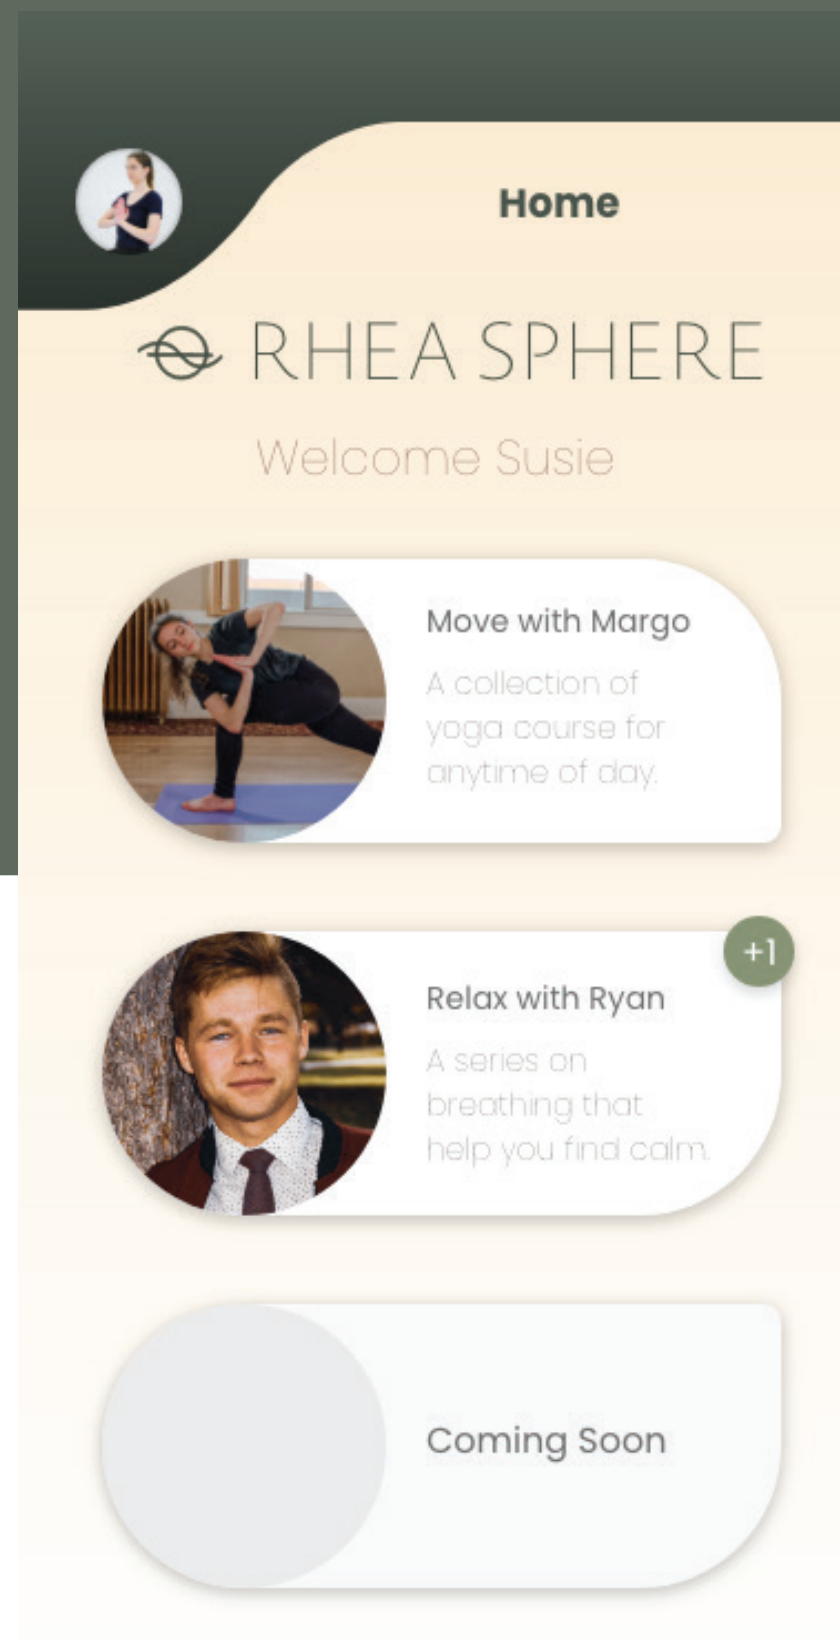 Home
RHEA SPHERE
Welcome Susie
Move with Margo
A collection of
yoga course for
anytime of day.
+1
Relax with Ryan
A series on
breathing that
help you find calm.
Coming Soon